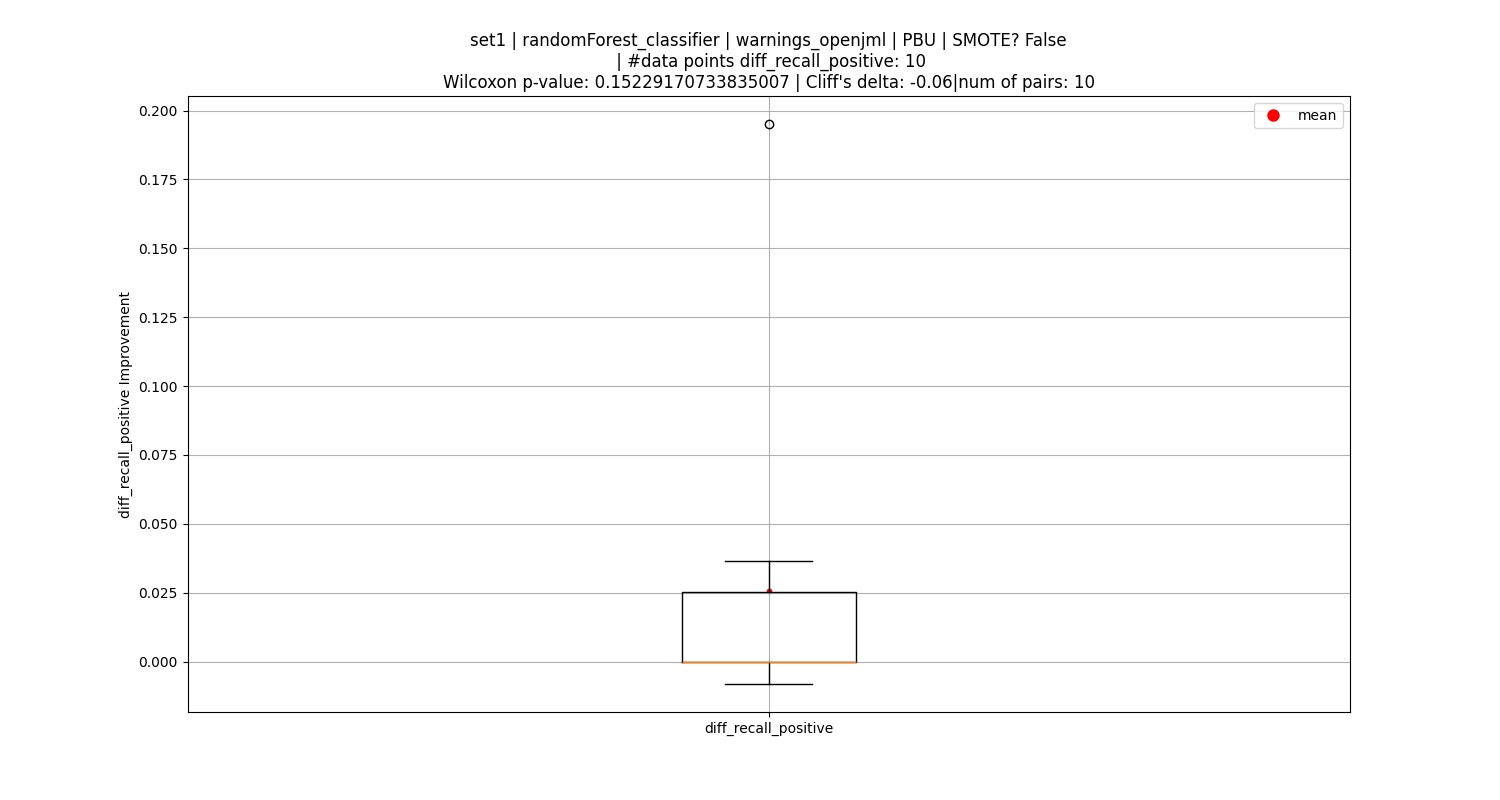 set1 | randomForest_classifier | warnings_openjml | PBU | SMOTE? False
| #data points diff_recall_positive: 10
Wilcoxon p-value: 0.15229170733835007 | Cliff's delta: -0.06|num of pairs: 10
mean
0.200
0.175
0.150
0.125
0.100
0.075
0.050
0.025
0.000
diff_recall_positive Improvement
diff_recall_positive